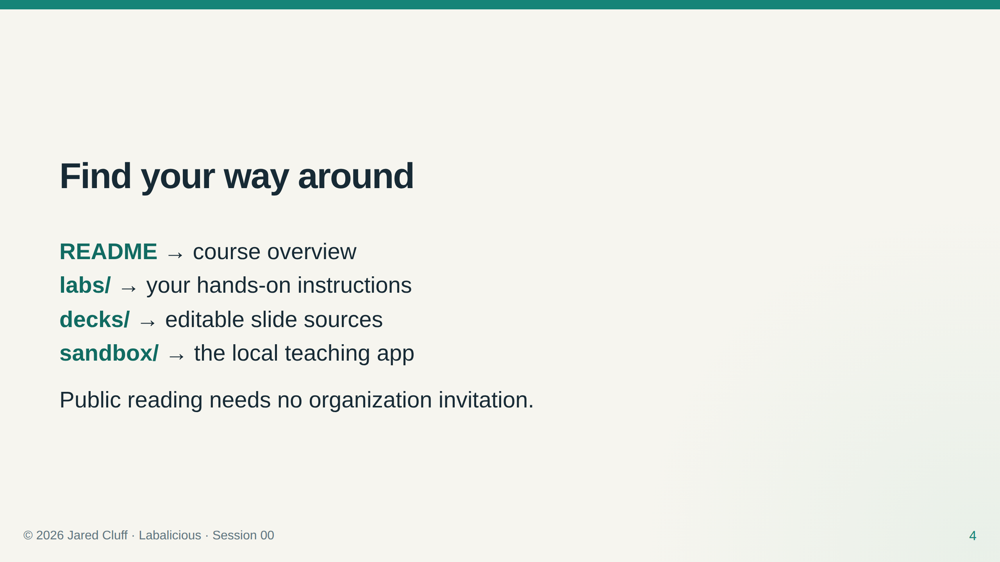 Find your way around
README → course overview
labs/ → your hands-on instructions
decks/ → editable slide sources
sandbox/ → the local teaching app
Public reading needs no organization invitation.
© 2026 Jared Cluff · Labalicious · Session 00
4